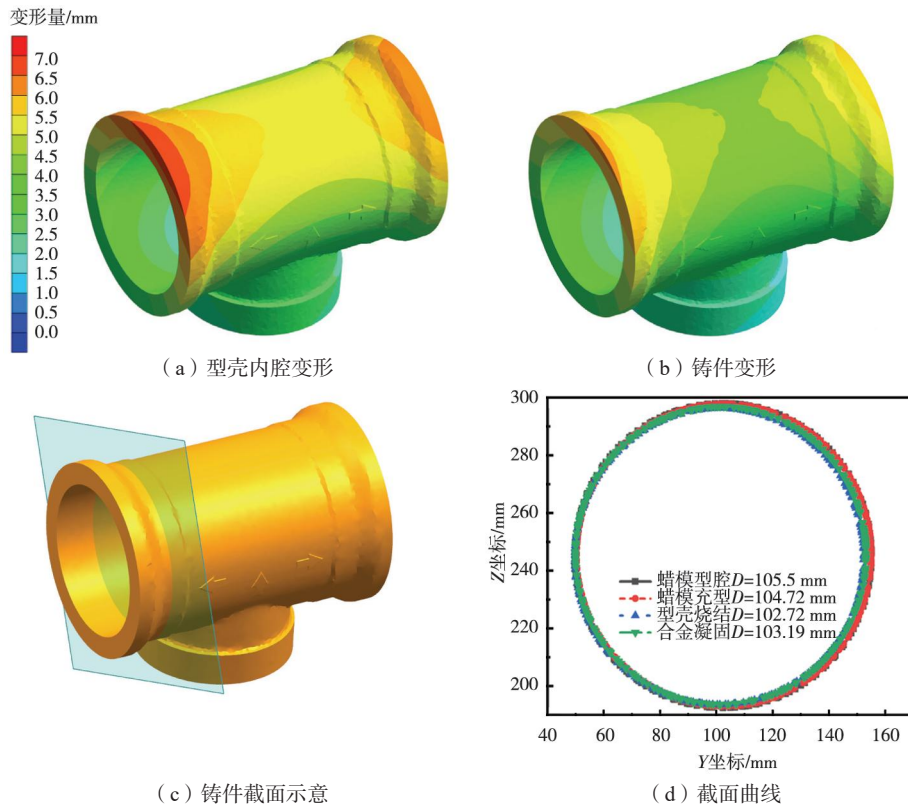 变形量/mm
7.0
6.5
6.0
5.0
4.5
4.0
3.5
3.0
2.5
2.0
1.5
1.0
0.5
0.0
（a）型壳内腔变形
（b）铸件变形
（c）铸件截面示意
300
280
260
240
220
200
Z坐标/mm
蜡模型腔D=105.5 mm
蜡模充型D=104.72 mm
型壳烧结D=102.72 mm
合金凝固D=103.19 mm
40 60 80 100 120 140 160
Y坐标/mm
（d）截面曲线